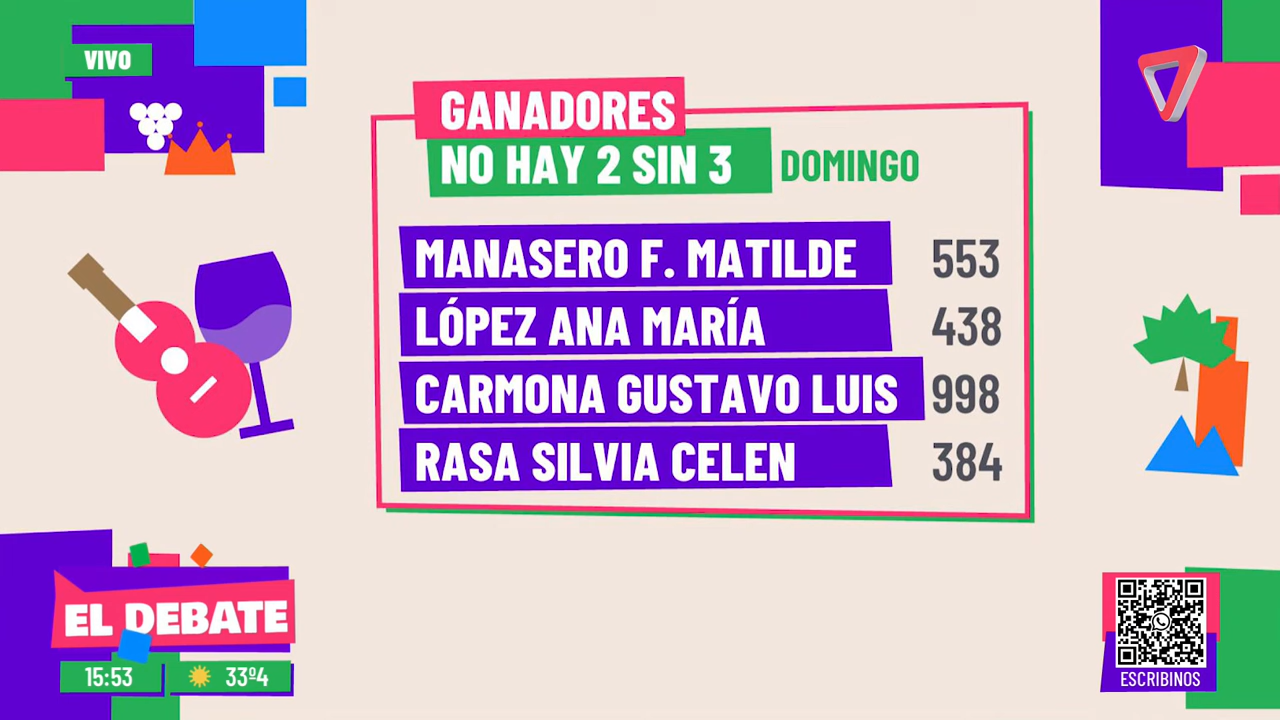 VIVO
GANADORES
NO HAY 2 SIN 3 DOMINGO
MANASERO F. MATILDE 553
LÓPEZ ANA MARÍA 438
CARMONA GUSTAVO LUIS 998
RASA SILVIA CELEN 384
EL DEBATE
15:53 33º4
ESCRIBINOS